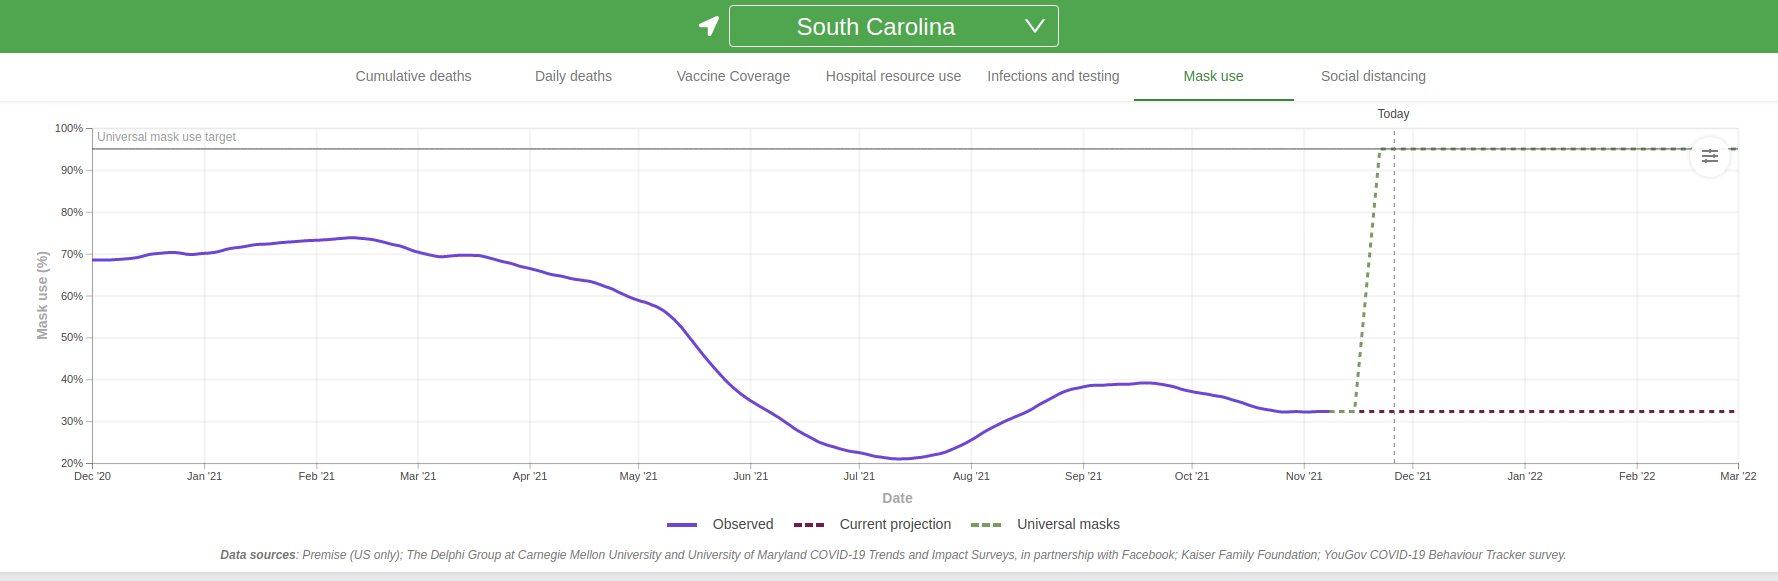 South Carolina
Cumulative deaths Daily deaths Vaccine Coverage Hospital resource use Infections and testing Mask use Social distancing
Today
100%
Universal mask use target
90%
80%
70%
60%
50%
40%
30%
20%
Mask use (%)
Dec '20 Jan '21 Feb '21 Mar '21 Apr '21 May '21 Jun '21 Jul '21 Aug '21 Sep '21 Oct '21 Nov '21 Dec '21 Jan '22 Feb '22 Mar '22
Date
Observed Current projection Universal masks
Data sources: Premise (US only); The Delphi Group at Carnegie Mellon University and University of Maryland COVID-19 Trends and Impact Surveys, in partnership with Facebook; Kaiser Family Foundation; YouGov COVID-19 Behaviour Tracker survey.